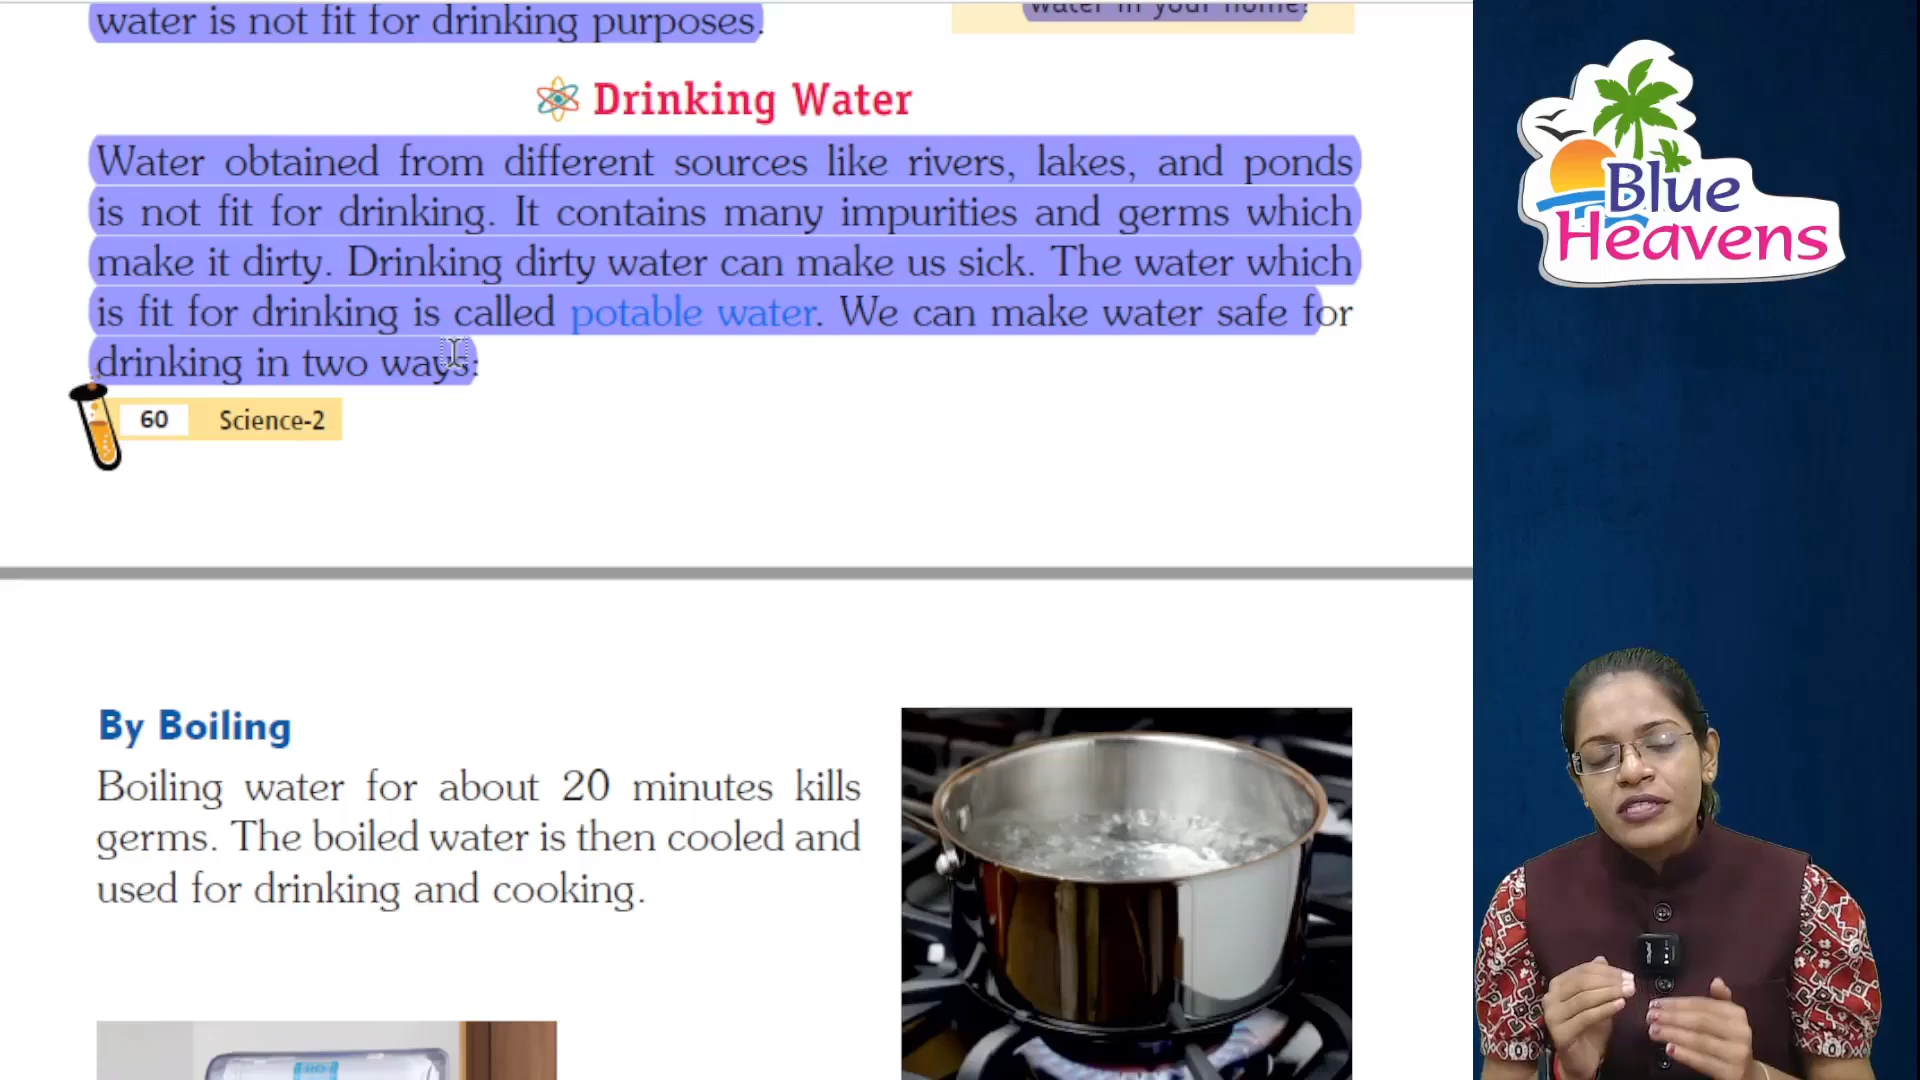 water is not fit for drinking purposes.
water in your home?
Drinking Water
Water obtained from different sources like rivers, lakes, and ponds
is not fit for drinking. It contains many impurities and germs which
make it dirty. Drinking dirty water can make us sick. The water which
is fit for drinking is called potable water. We can make water safe for
drinking in two ways:
60 Science-2
By Boiling
Boiling water for about 20 minutes kills
germs. The boiled water is then cooled and
used for drinking and cooking.
Blue
Heavens